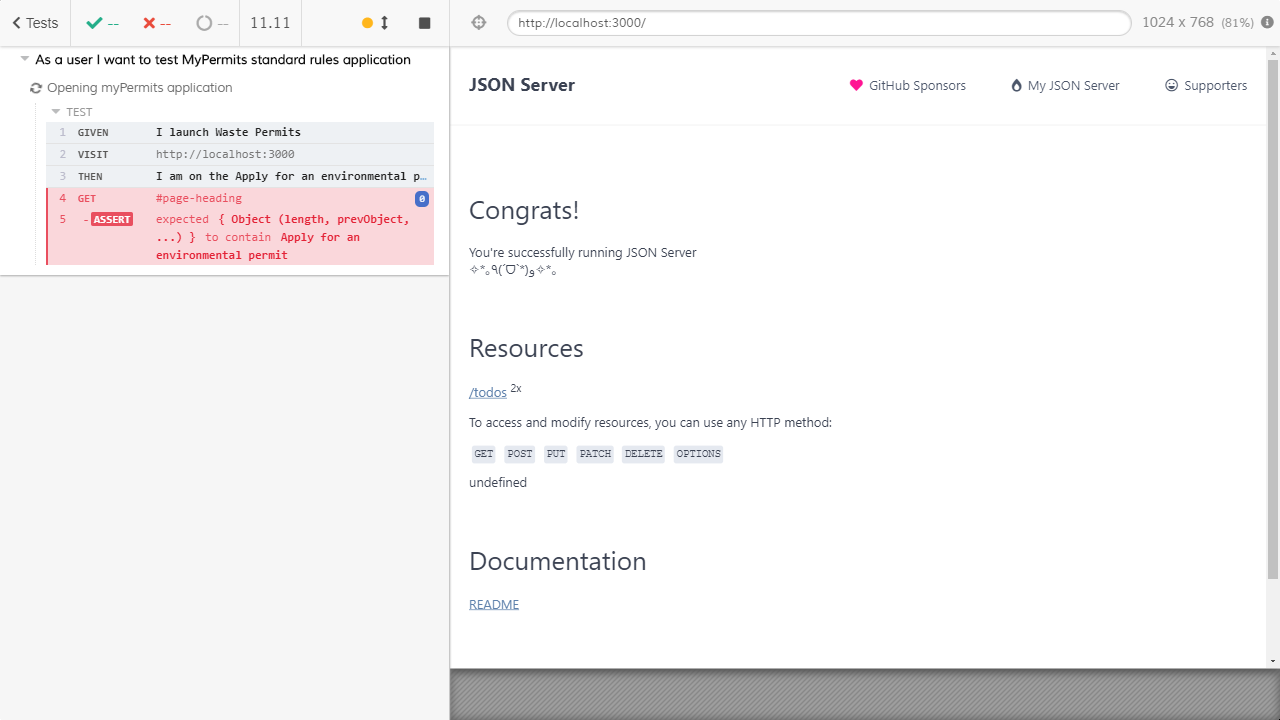 Tests
--
--
--
11.11
http://localhost:3000/
1024 x 768 (81%)
As a user I want to test MyPermits standard rules application
Opening myPermits application
TEST
1 GIVEN I launch Waste Permits
2 VISIT http://localhost:3000
3 THEN I am on the Apply for an environmental p…
4 GET #page-heading 0
5 -ASSERT expected { Object (length, prevObject,
...) } to contain Apply for an
environmental permit
JSON Server
GitHub Sponsors
My JSON Server
Supporters
Congrats!
You're successfully running JSON Server
✧*｡٩(ˊᗜˋ*)و✧*｡
Resources
/todos 2x
To access and modify resources, you can use any HTTP method:
GET POST PUT PATCH DELETE OPTIONS
undefined
Documentation
README